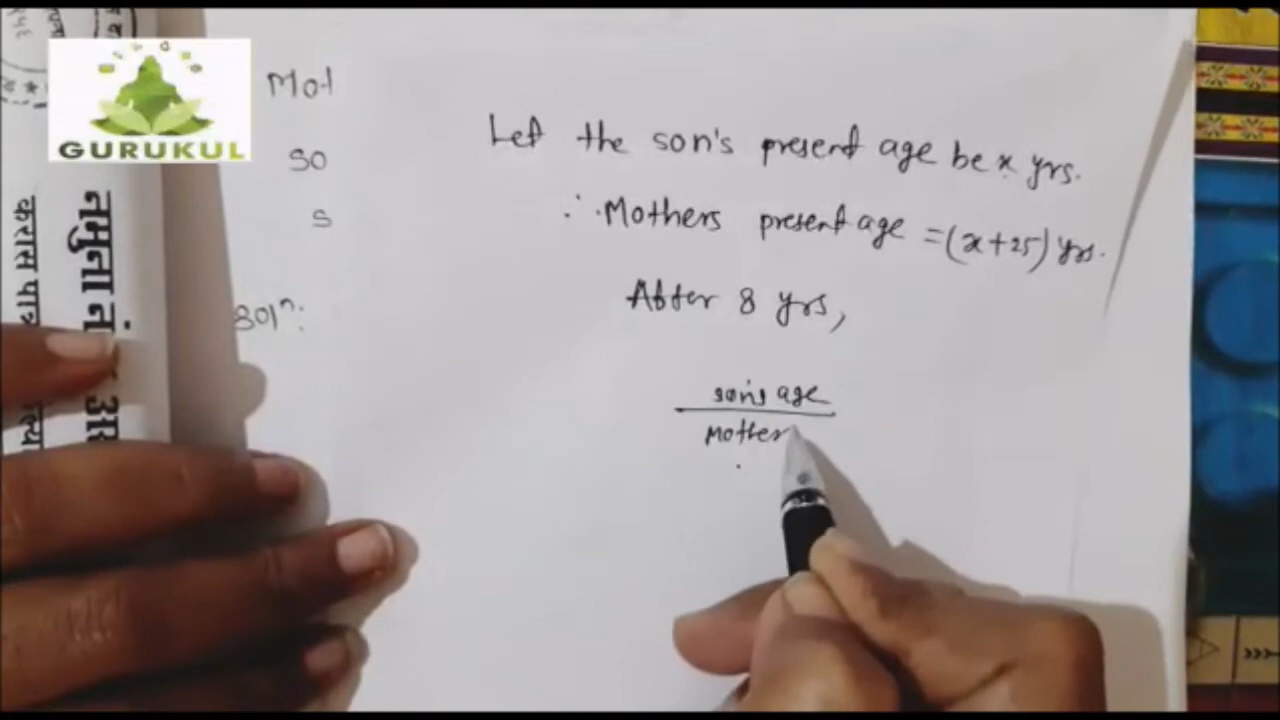 GURUKUL
Mot
so
s
sol^n:
Let the son's present age be x yrs.
∴ Mothers present age = (x+25) yrs.
After 8 yrs,
son's age
Mother
नमुना नं